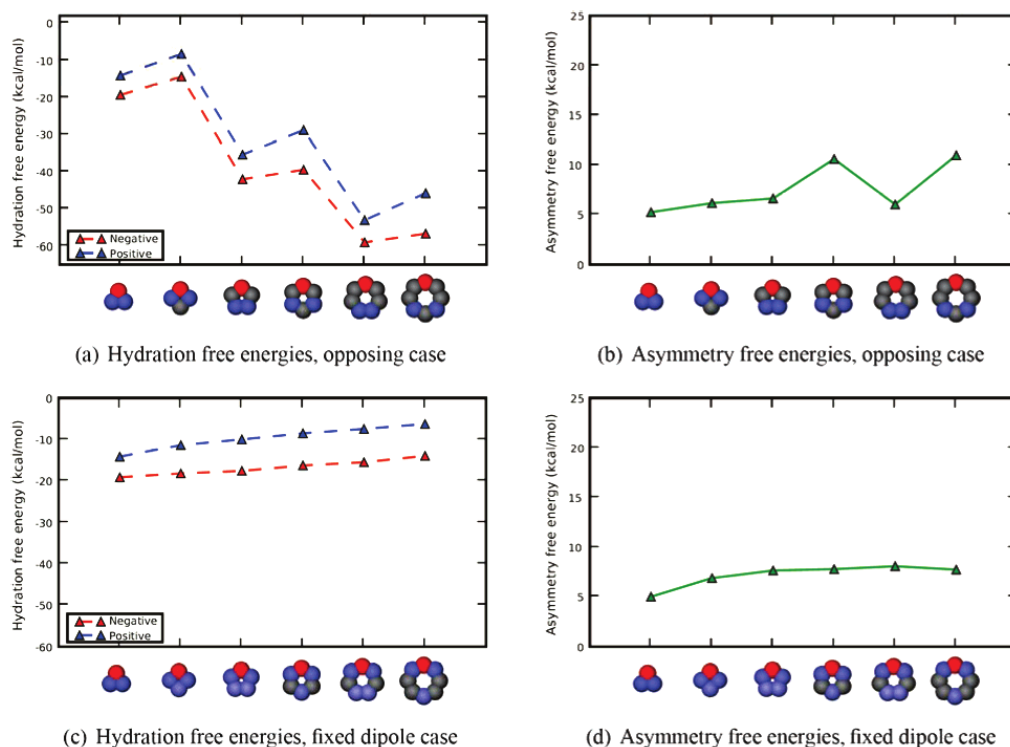 Hydration free energy (kcal/mol)
0
-10
-20
-30
-40
-50
-60
Negative
Positive
(a) Hydration free energies, opposing case
Asymmetry free energy (kcal/mol)
25
20
15
10
5
0
(b) Asymmetry free energies, opposing case
Hydration free energy (kcal/mol)
0
-10
-20
-30
-40
-50
-60
Negative
Positive
(c) Hydration free energies, fixed dipole case
Asymmetry free energy (kcal/mol)
25
20
15
10
5
0
(d) Asymmetry free energies, fixed dipole case